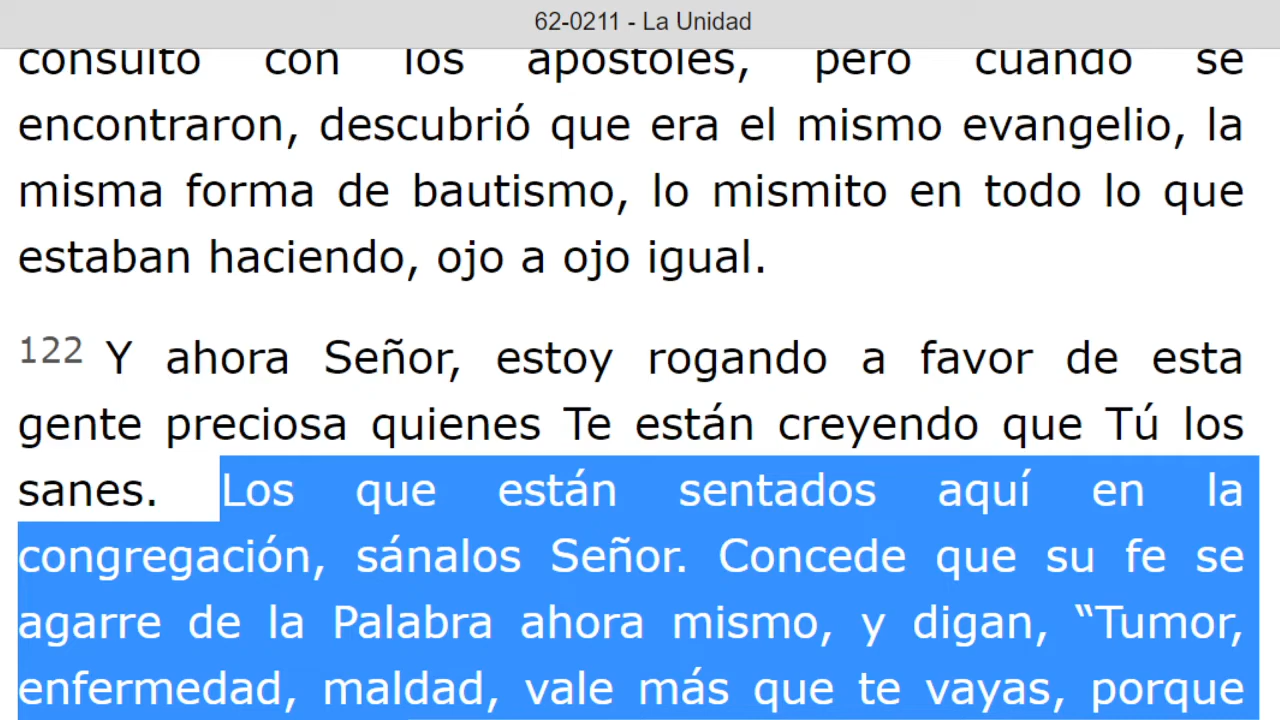 62-0211 - La Unidad
consultó con los apóstoles, pero cuando se
encontraron, descubrió que era el mismo evangelio, la
misma forma de bautismo, lo mismito en todo lo que
estaban haciendo, ojo a ojo igual.
122 Y ahora Señor, estoy rogando a favor de esta
gente preciosa quienes Te están creyendo que Tú los
sanes. Los que están sentados aquí en la
congregación, sánalos Señor. Concede que su fe se
agarre de la Palabra ahora mismo, y digan, “Tumor,
enfermedad, maldad, vale más que te vayas, porque